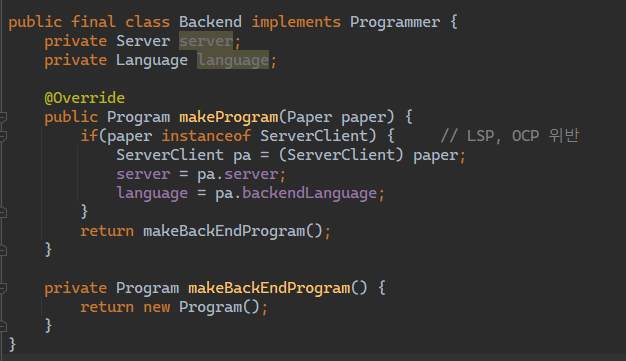 public final class Backend implements Programmer {
    private Server server;
    private Language language;

    @Override
    public Program makeProgram(Paper paper) {
        if(paper instanceof ServerClient) {     // LSP, OCP 위반
            ServerClient pa = (ServerClient) paper;
            server = pa.server;
            language = pa.backendLanguage;
        }
        return makeBackEndProgram();
    }

    private Program makeBackEndProgram() {
        return new Program();
    }
}